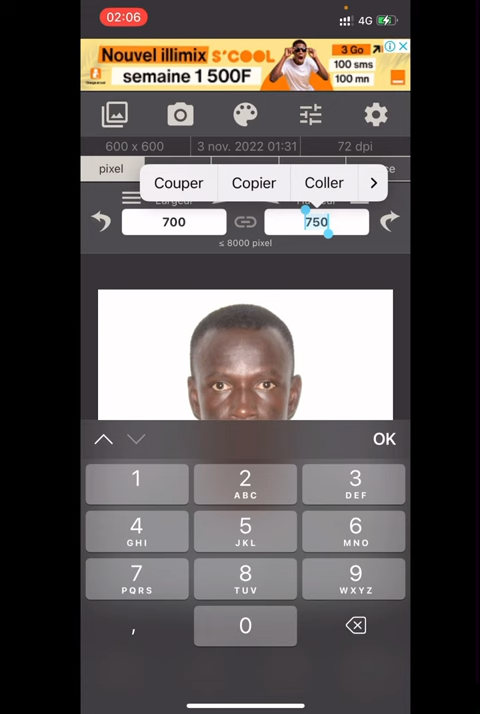 02:06
4G
Nouvel illimix S'COOL
semaine 1 500F
3 Go
100 sms
100 mn
600 x 600
3 nov. 2022 01:31
72 dpi
pixel
Couper
Copier
Coller
700
750
≤ 8000 pixel
OK
1
2
ABC
3
DEF
4
GHI
5
JKL
6
MNO
7
PQRS
8
TUV
9
WXYZ
,
0